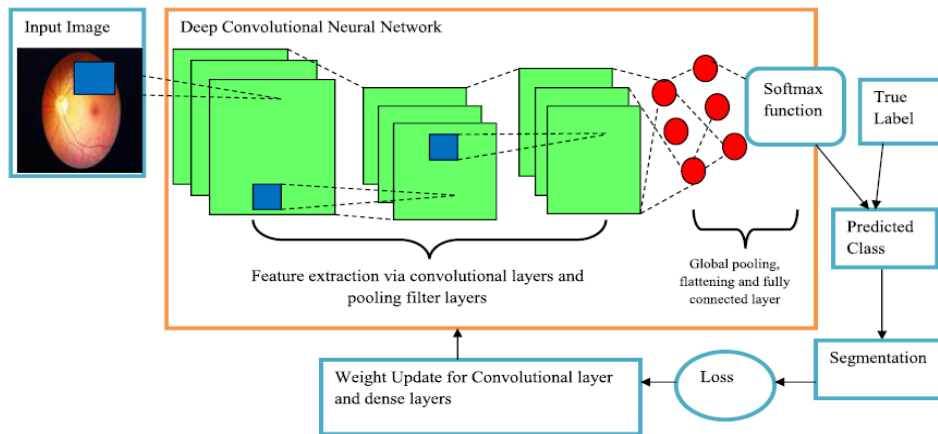 Input Image
Deep Convolutional Neural Network
Softmax
function
True
Label
Predicted
Class
Feature extraction via convolutional layers and
pooling filter layers
Global pooling,
flattening and fully
connected layer
Segmentation
Loss
Weight Update for Convolutional layer
and dense layers